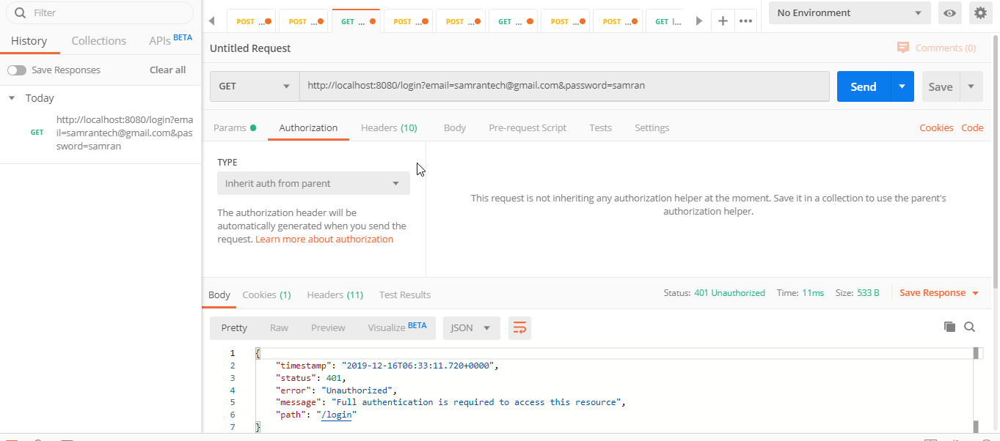 Filter
History Collections APIs BETA
Save Responses Clear all
Today
GET http://localhost:8080/login?ema
il=samrantech@gmail.com&pas
sword=samran
POST ... POST ... GET ... POST ... POST ... GET ... POST ... POST ... GET l... + ••• No Environment
Untitled Request Comments (0)
GET http://localhost:8080/login?email=samrantech@gmail.com&password=samran Send Save
Params Authorization Headers (10) Body Pre-request Script Tests Settings Cookies Code
TYPE
Inherit auth from parent
The authorization header will be
automatically generated when you send the
request. Learn more about authorization
This request is not inheriting any authorization helper at the moment. Save it in a collection to use the parent's
authorization helper.
Body Cookies (1) Headers (11) Test Results Status: 401 Unauthorized Time: 11ms Size: 533 B Save Response
Pretty Raw Preview Visualize BETA JSON
1 {
2 "timestamp": "2019-12-16T06:33:11.720+0000",
3 "status": 401,
4 "error": "Unauthorized",
5 "message": "Full authentication is required to access this resource",
6 "path": "/login"
7 }